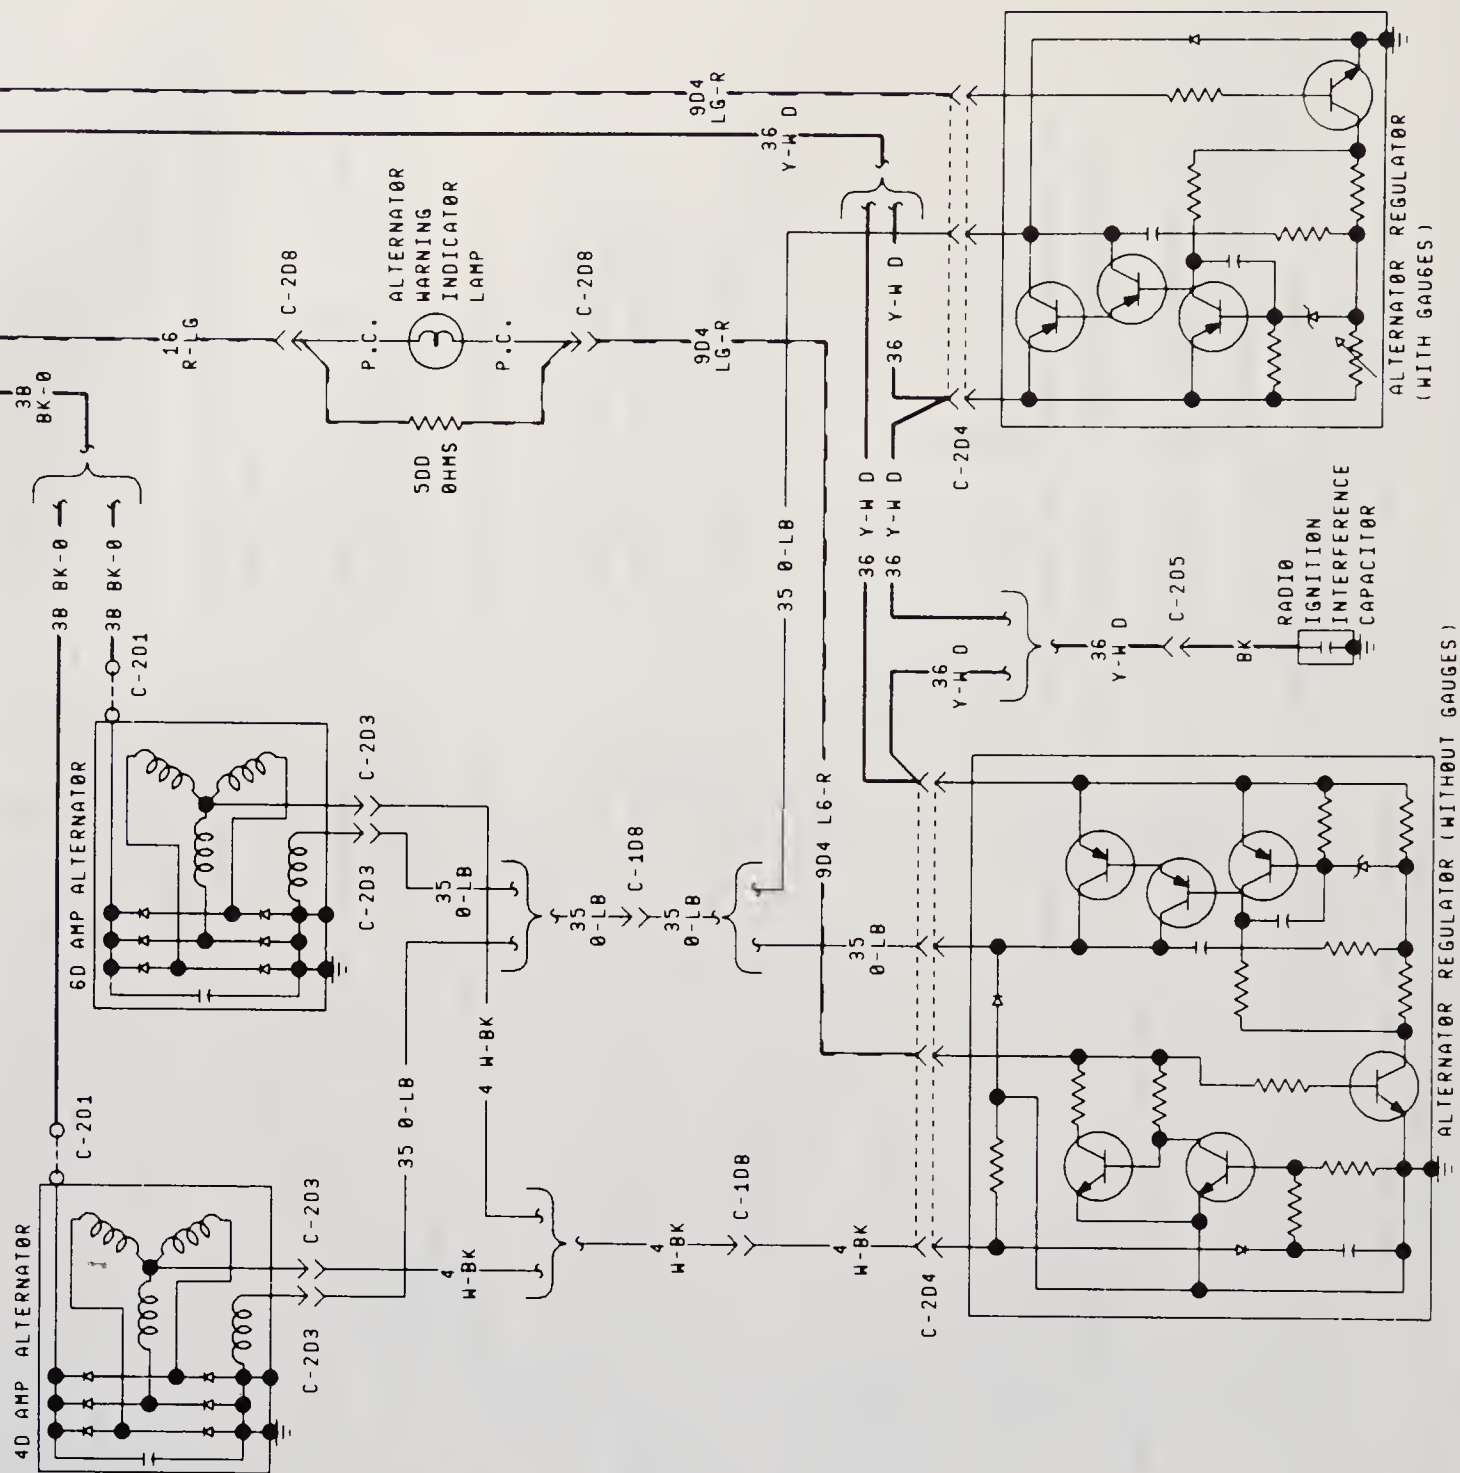 904
LG-R
36
Y-W D
16
R-LG
C-208
P.C.
ALTERNATOR
WARNING
INDICATOR
LAMP
P.C.
C-208
500
OHMS
904
LG-R
38
BK-O
38 BK-O
38 BK-O
C-201
C-201
36 Y-W D
36 Y-W D
36 Y-W D
C-204
ALTERNATOR REGULATOR
(WITH GAUGES)
35 O-LB
904 LG-R
36
Y-W D
36
Y-W D
C-205
BK
RADIO
IGNITION
INTERFERENCE
CAPACITOR
60 AMP ALTERNATOR
C-203
C-203
35
O-LB
35
O-LB
C-108
35
O-LB
35
O-LB
4 W-BK
35 O-LB
40 AMP ALTERNATOR
C-203
C-203
4
W-BK
4
W-BK
C-108
4
W-BK
C-204
ALTERNATOR REGULATOR (WITHOUT GAUGES)